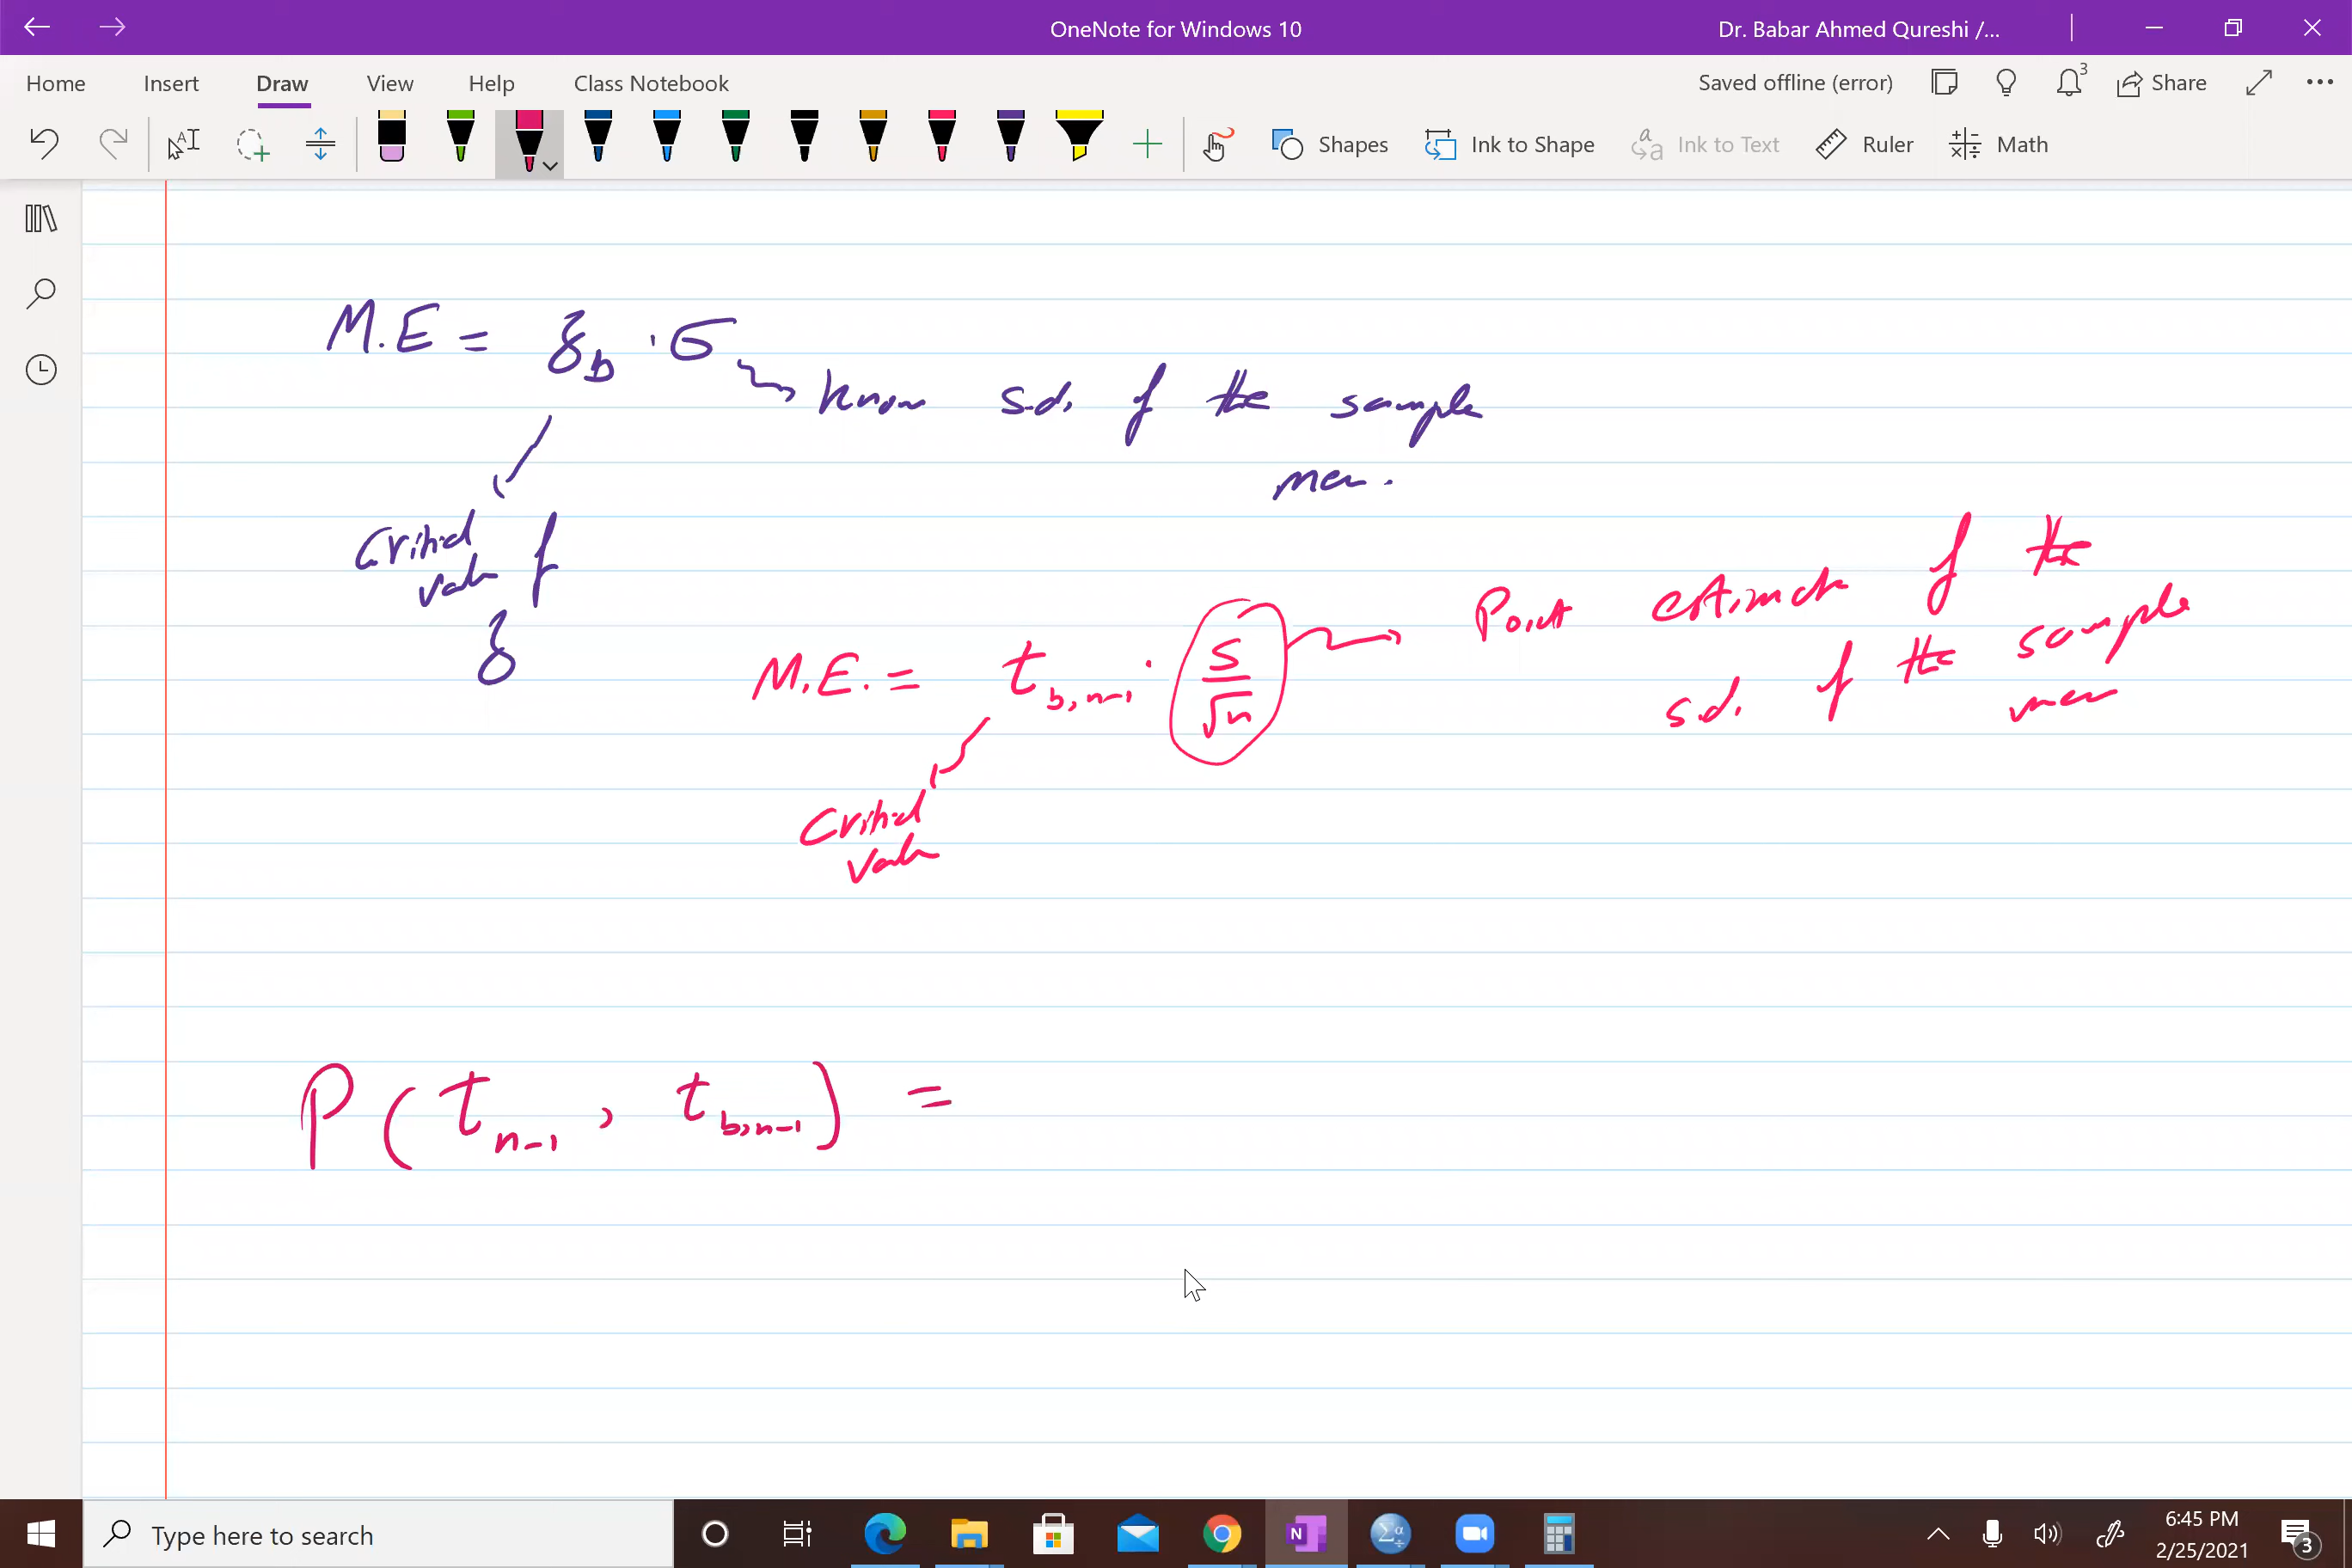 OneNote for Windows 10
Dr. Babar Ahmed Qureshi /...
Home Insert Draw View Help Class Notebook
Saved offline (error) 3 Share
Shapes Ink to Shape Ink to Text Ruler Math
M.E = z_b · σ
know s.d. of the sample
mean.
critical
value of
z
M.E. = t_{b, n-1} · s/√n
Point estimate of the
s.d. of the sample
mean
critical
value
P( t_{n-1} , t_{b,n-1} ) =
Type here to search
6:45 PM
2/25/2021
3